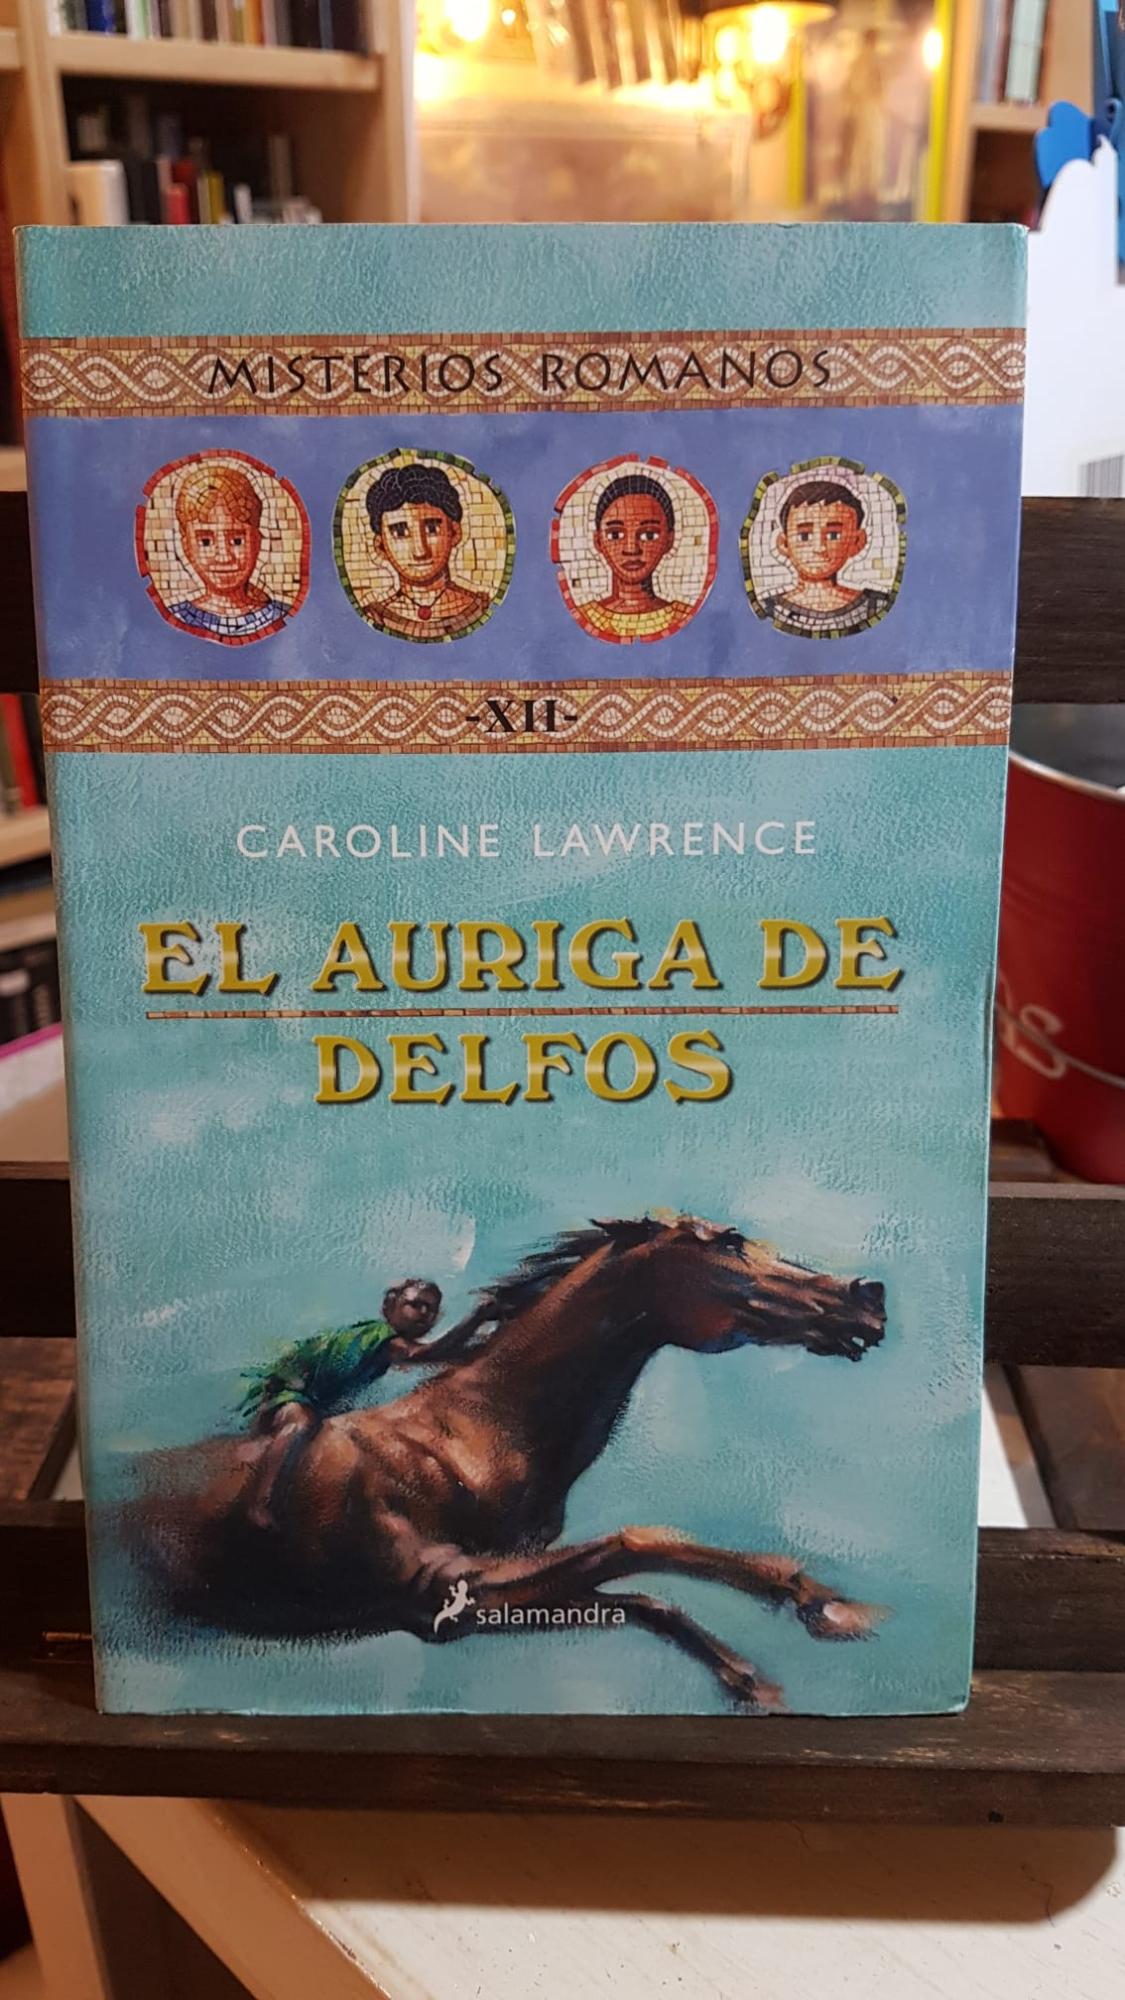 MISTERIOS ROMANOS
-XII-
CAROLINE LAWRENCE
EL AURIGA DE
DELFOS
salamandra